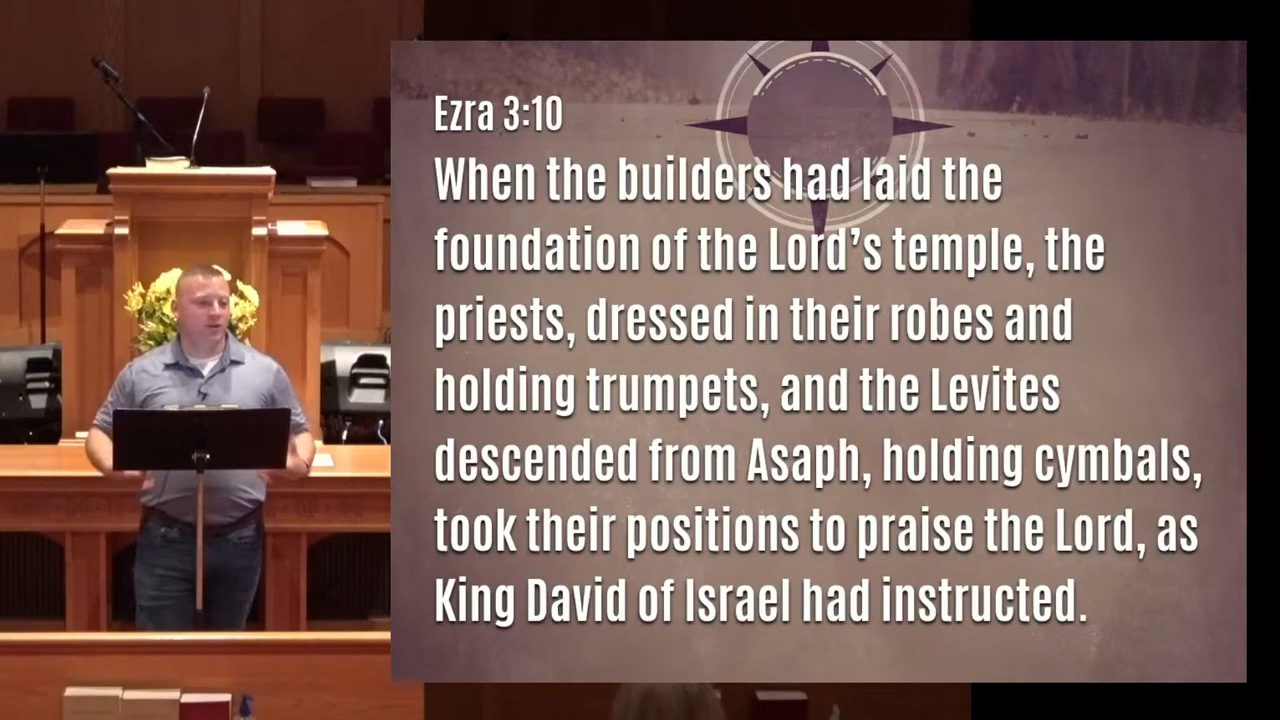 Ezra 3:10
When the builders had laid the
foundation of the Lord’s temple, the
priests, dressed in their robes and
holding trumpets, and the Levites
descended from Asaph, holding cymbals,
took their positions to praise the Lord, as
King David of Israel had instructed.